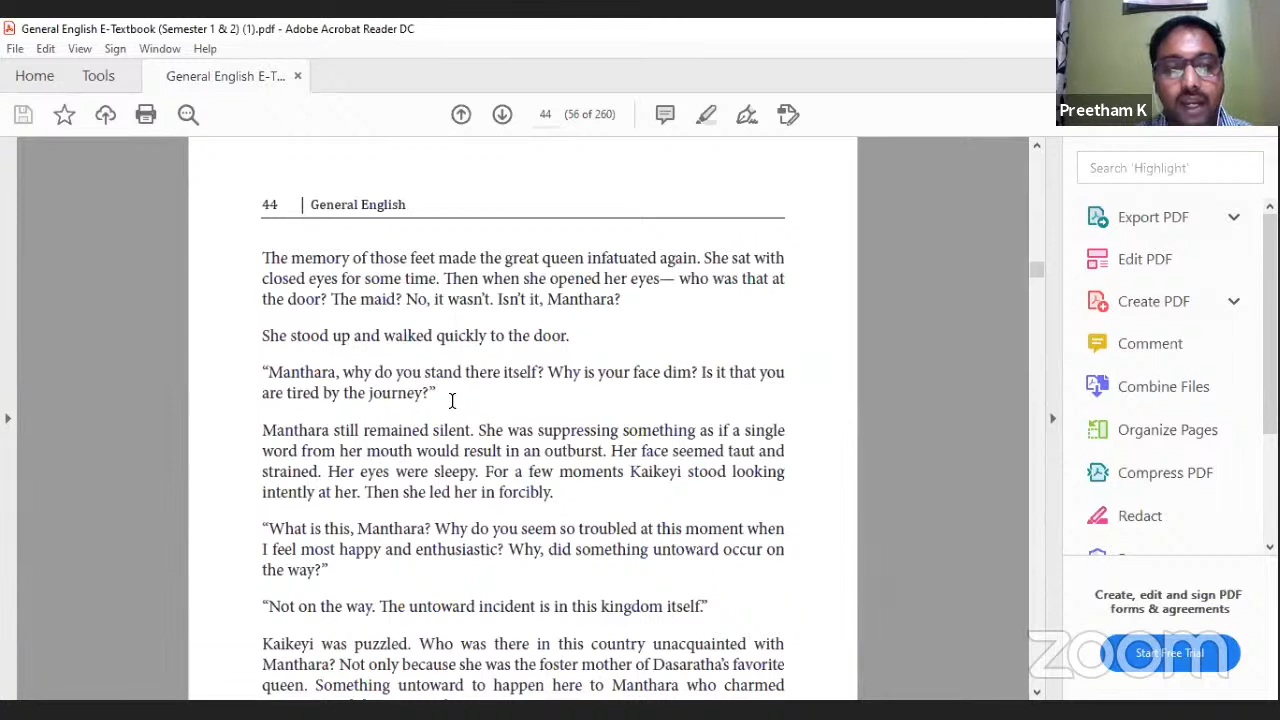 General English E-Textbook (Semester 1 & 2) (1).pdf - Adobe Acrobat Reader DC
File Edit View Sign Window Help
Home Tools General English E-T... ×
44 (56 of 260)
Preetham K
Search 'Highlight'
Export PDF
Edit PDF
Create PDF
Comment
Combine Files
Organize Pages
Compress PDF
Redact
Create, edit and sign PDF
forms & agreements
Start Free Trial
zoom
44 | General English
The memory of those feet made the great queen infatuated again. She sat with
closed eyes for some time. Then when she opened her eyes— who was that at
the door? The maid? No, it wasn't. Isn't it, Manthara?
She stood up and walked quickly to the door.
“Manthara, why do you stand there itself? Why is your face dim? Is it that you
are tired by the journey?”
Manthara still remained silent. She was suppressing something as if a single
word from her mouth would result in an outburst. Her face seemed taut and
strained. Her eyes were sleepy. For a few moments Kaikeyi stood looking
intently at her. Then she led her in forcibly.
“What is this, Manthara? Why do you seem so troubled at this moment when
I feel most happy and enthusiastic? Why, did something untoward occur on
the way?”
“Not on the way. The untoward incident is in this kingdom itself.”
Kaikeyi was puzzled. Who was there in this country unacquainted with
Manthara? Not only because she was the foster mother of Dasaratha's favorite
queen. Something untoward to happen here to Manthara who charmed